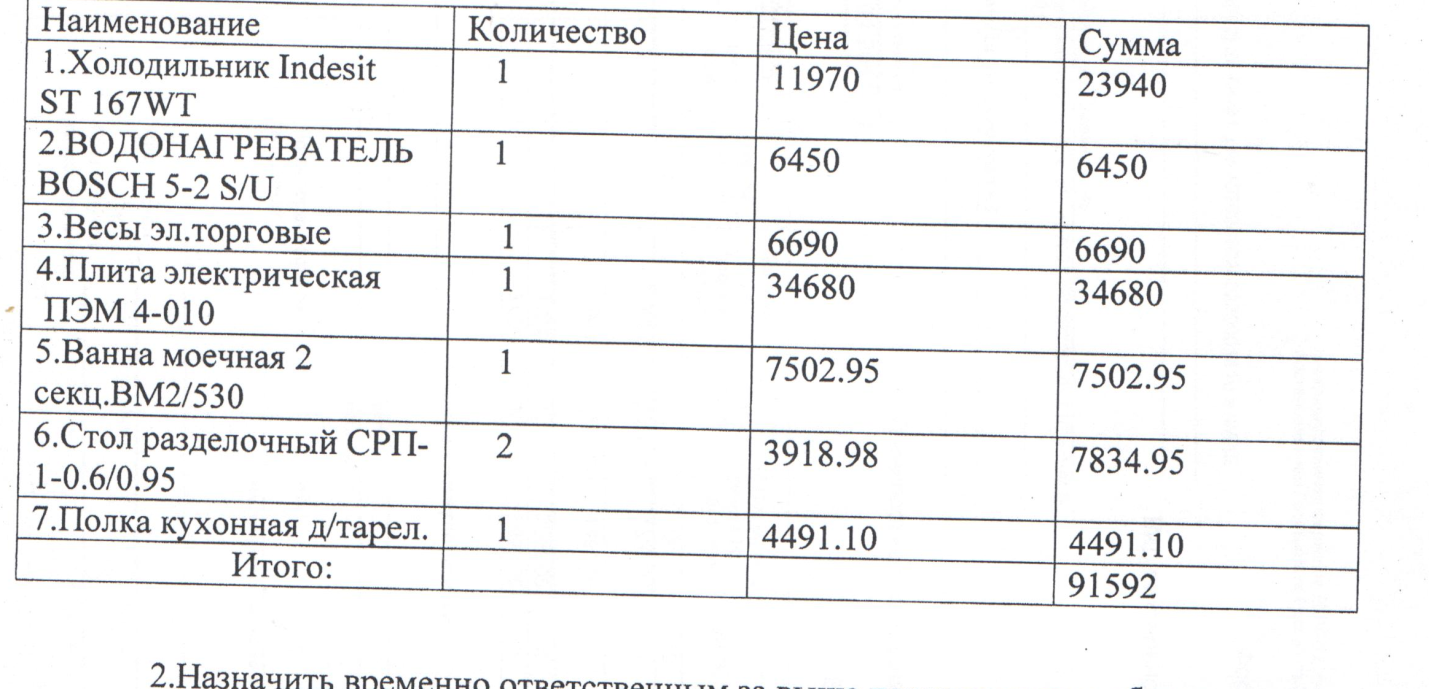 Наименование Количество Цена Сумма
1.Холодильник Indesit 1 11970 23940
ST 167WT
2.ВОДОНАГРЕВАТЕЛЬ 1 6450 6450
BOSCH 5-2 S/U
3.Весы эл.торговые 1 6690 6690
4.Плита электрическая 1 34680 34680
ПЭМ 4-010
5.Ванна моечная 2 1 7502.95 7502.95
секц.ВМ2/530
6.Стол разделочный СРП- 2 3918.98 7834.95
1-0.6/0.95
7.Полка кухонная д/тарел. 1 4491.10 4491.10
Итого: 91592
2.Назначить временно ответственным за